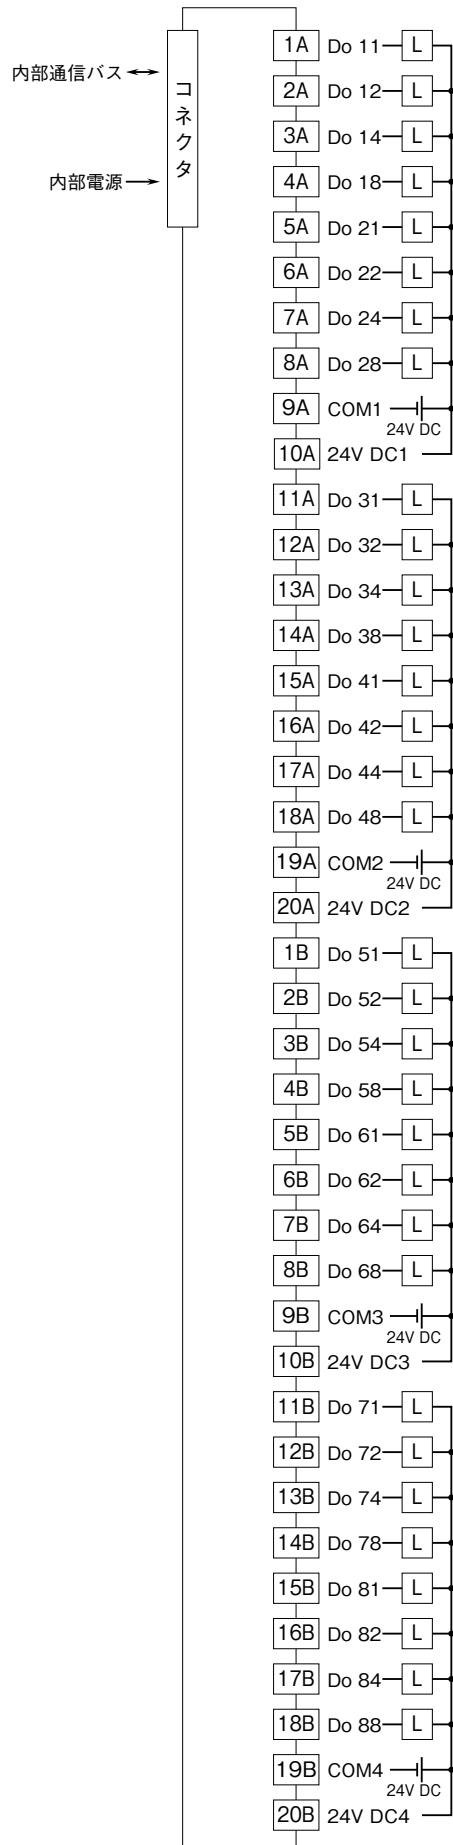 1A Do 11 L
内部通信バス
コネクタ
2A Do 12 L
3A Do 14 L
内部電源
4A Do 18 L
5A Do 21 L
6A Do 22 L
7A Do 24 L
8A Do 28 L
9A COM1
24V DC
10A 24V DC1
11A Do 31 L
12A Do 32 L
13A Do 34 L
14A Do 38 L
15A Do 41 L
16A Do 42 L
17A Do 44 L
18A Do 48 L
19A COM2
24V DC
20A 24V DC2
1B Do 51 L
2B Do 52 L
3B Do 54 L
4B Do 58 L
5B Do 61 L
6B Do 62 L
7B Do 64 L
8B Do 68 L
9B COM3
24V DC
10B 24V DC3
11B Do 71 L
12B Do 72 L
13B Do 74 L
14B Do 78 L
15B Do 81 L
16B Do 82 L
17B Do 84 L
18B Do 88 L
19B COM4
24V DC
20B 24V DC4